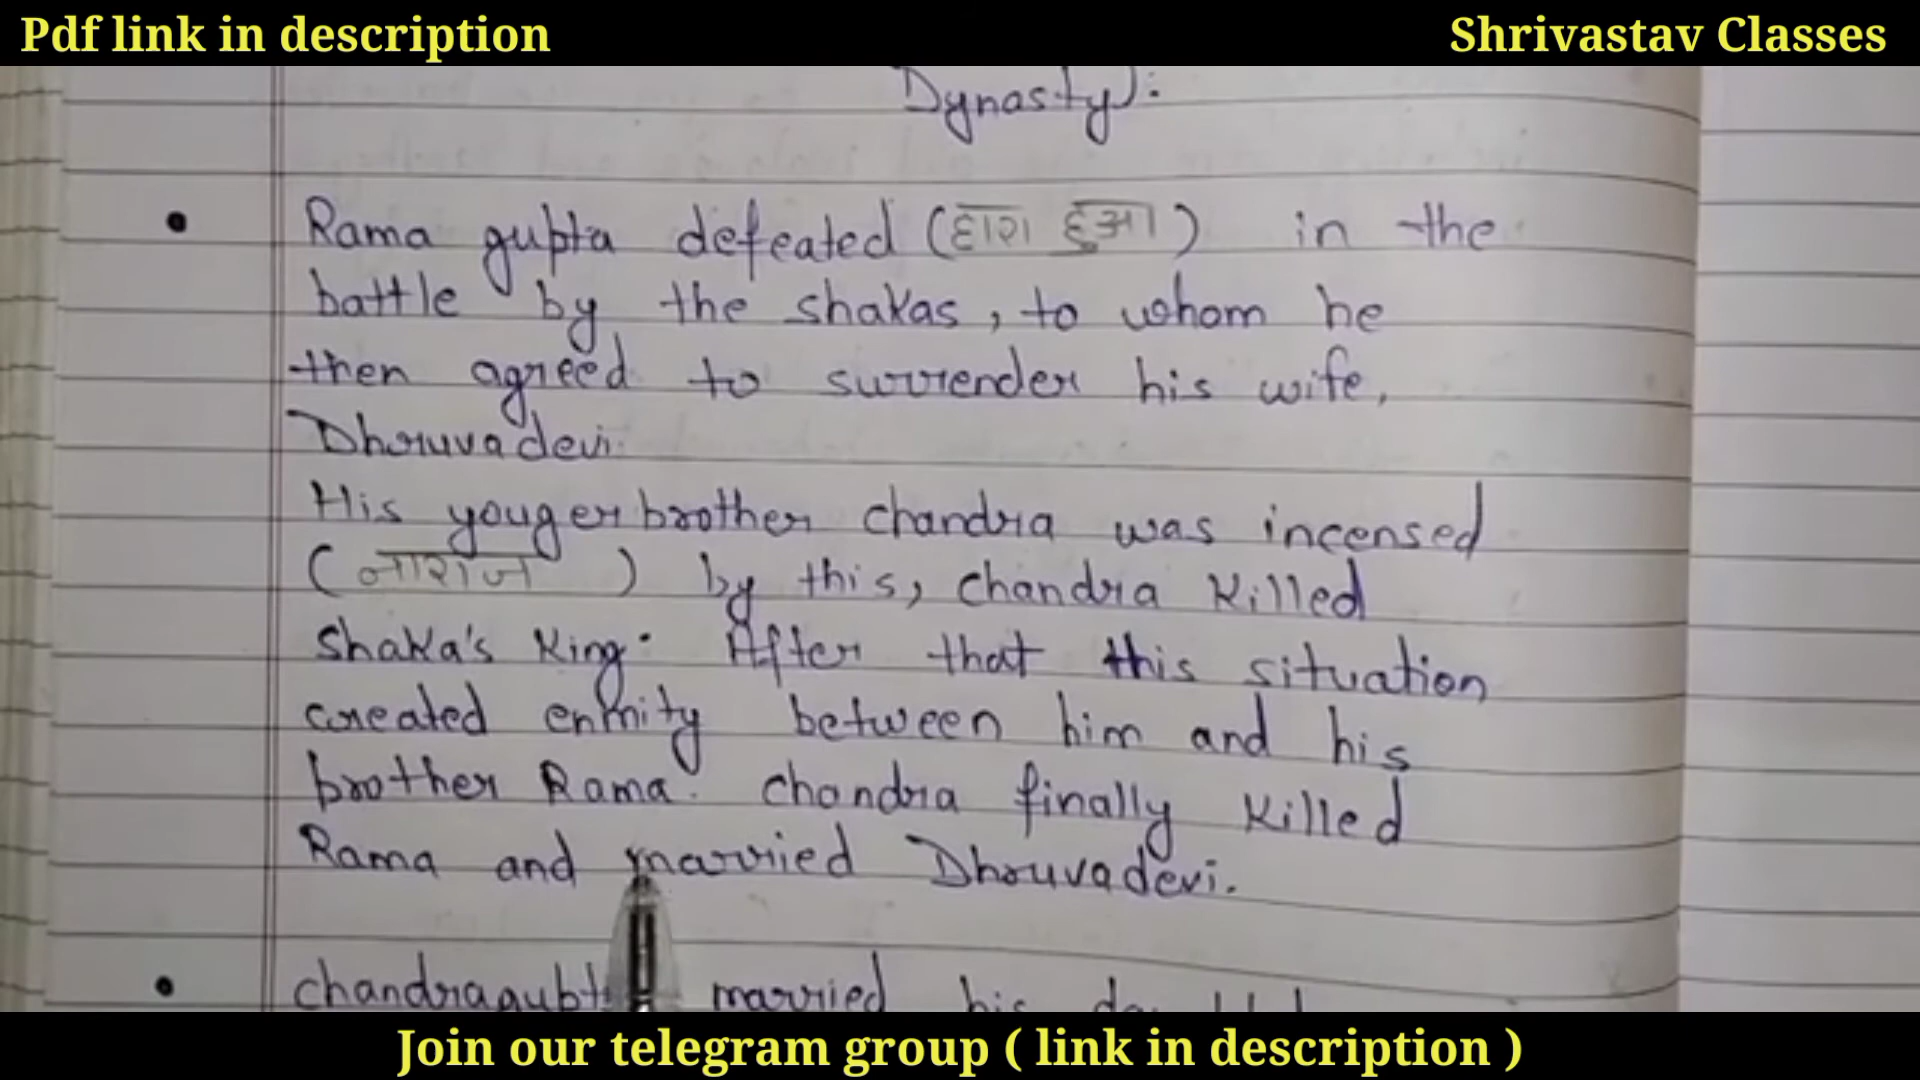 Pdf link in description
Shrivastav Classes
Dynasty):
• Rama gupta defeated (हारा हुआ) in the
battle by the shakas, to whom he
then agreed to surrender his wife,
Dhruvadevi.
His youger brother chandra was incensed
(नाराज) by this, chandra killed
Shaka's king. After that this situation
created enmity between him and his
brother Rama. chandra finally killed
Rama and married Dhruvadevi.
• chandragupt married his
Join our telegram group ( link in description )